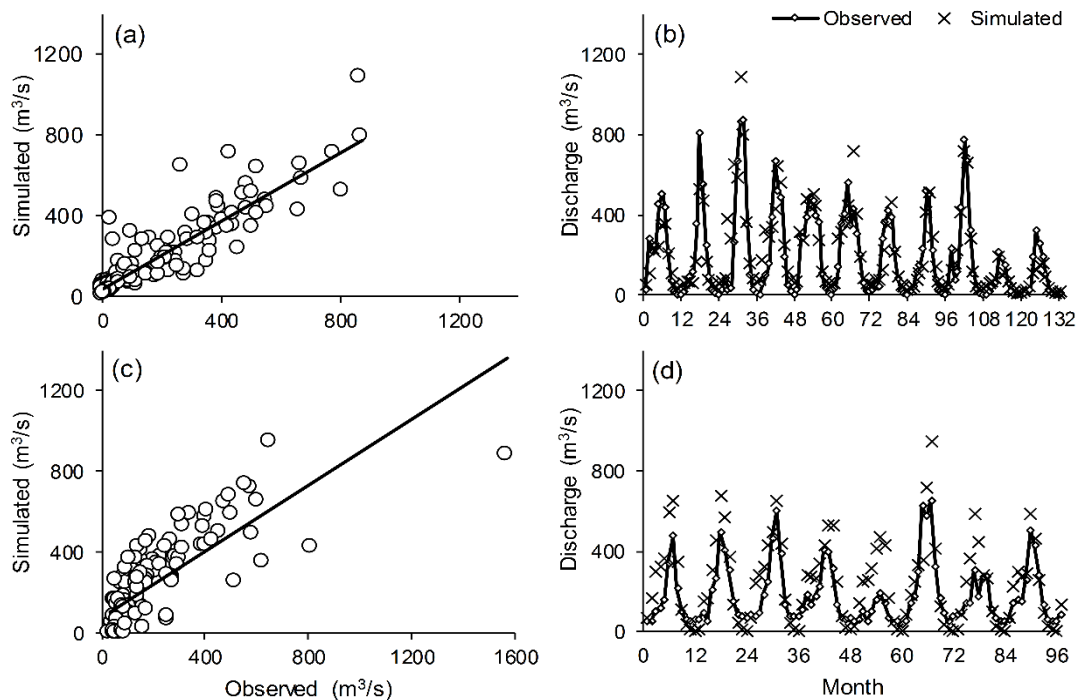 Observed Simulated
(a)
Simulated (m³/s)
1200
800
400
0
0 400 800 1200
(b)
Discharge (m³/s)
1200
800
400
0
0 12 24 36 48 60 72 84 96 108 120 132
(c)
Simulated (m³/s)
1200
800
400
0
0 400 800 1200 1600
Observed (m³/s)
(d)
Discharge (m³/s)
1200
800
400
0
0 12 24 36 48 60 72 84 96
Month